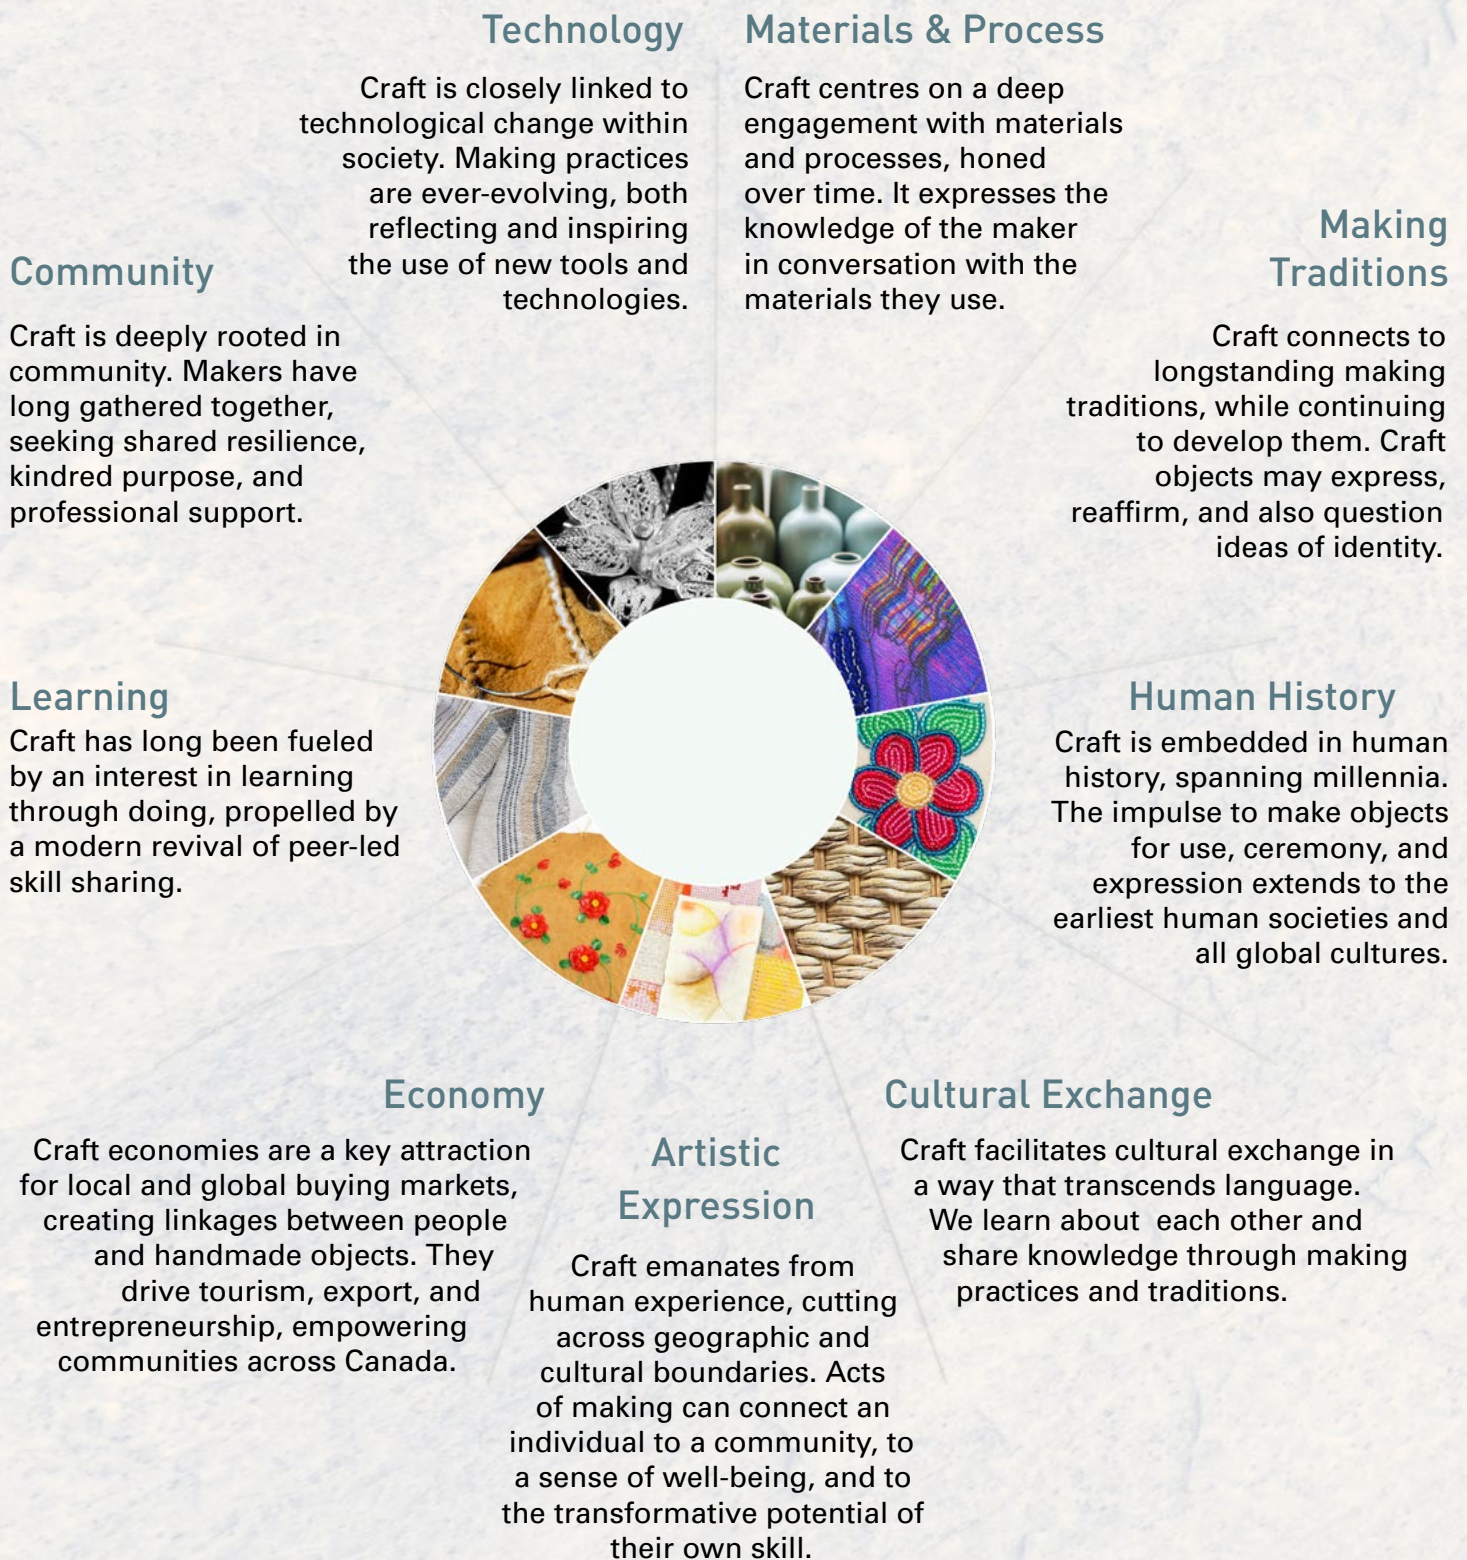 Technology
Craft is closely linked to
technological change within
society. Making practices
are ever-evolving, both
reflecting and inspiring
the use of new tools and
technologies.
Materials & Process
Craft centres on a deep
engagement with materials
and processes, honed
over time. It expresses the
knowledge of the maker
in conversation with the
materials they use.
Making
Traditions
Craft connects to
longstanding making
traditions, while continuing
to develop them. Craft
objects may express,
reaffirm, and also question
ideas of identity.
Community
Craft is deeply rooted in
community. Makers have
long gathered together,
seeking shared resilience,
kindred purpose, and
professional support.
Learning
Craft has long been fueled
by an interest in learning
through doing, propelled by
a modern revival of peer-led
skill sharing.
Human History
Craft is embedded in human
history, spanning millennia.
The impulse to make objects
for use, ceremony, and
expression extends to the
earliest human societies and
all global cultures.
Economy
Craft economies are a key attraction
for local and global buying markets,
creating linkages between people
and handmade objects. They
drive tourism, export, and
entrepreneurship, empowering
communities across Canada.
Artistic
Expression
Craft emanates from
human experience, cutting
across geographic and
cultural boundaries. Acts
of making can connect an
individual to a community, to
a sense of well-being, and to
the transformative potential of
their own skill.
Cultural Exchange
Craft facilitates cultural exchange in
a way that transcends language.
We learn about each other and
share knowledge through making
practices and traditions.